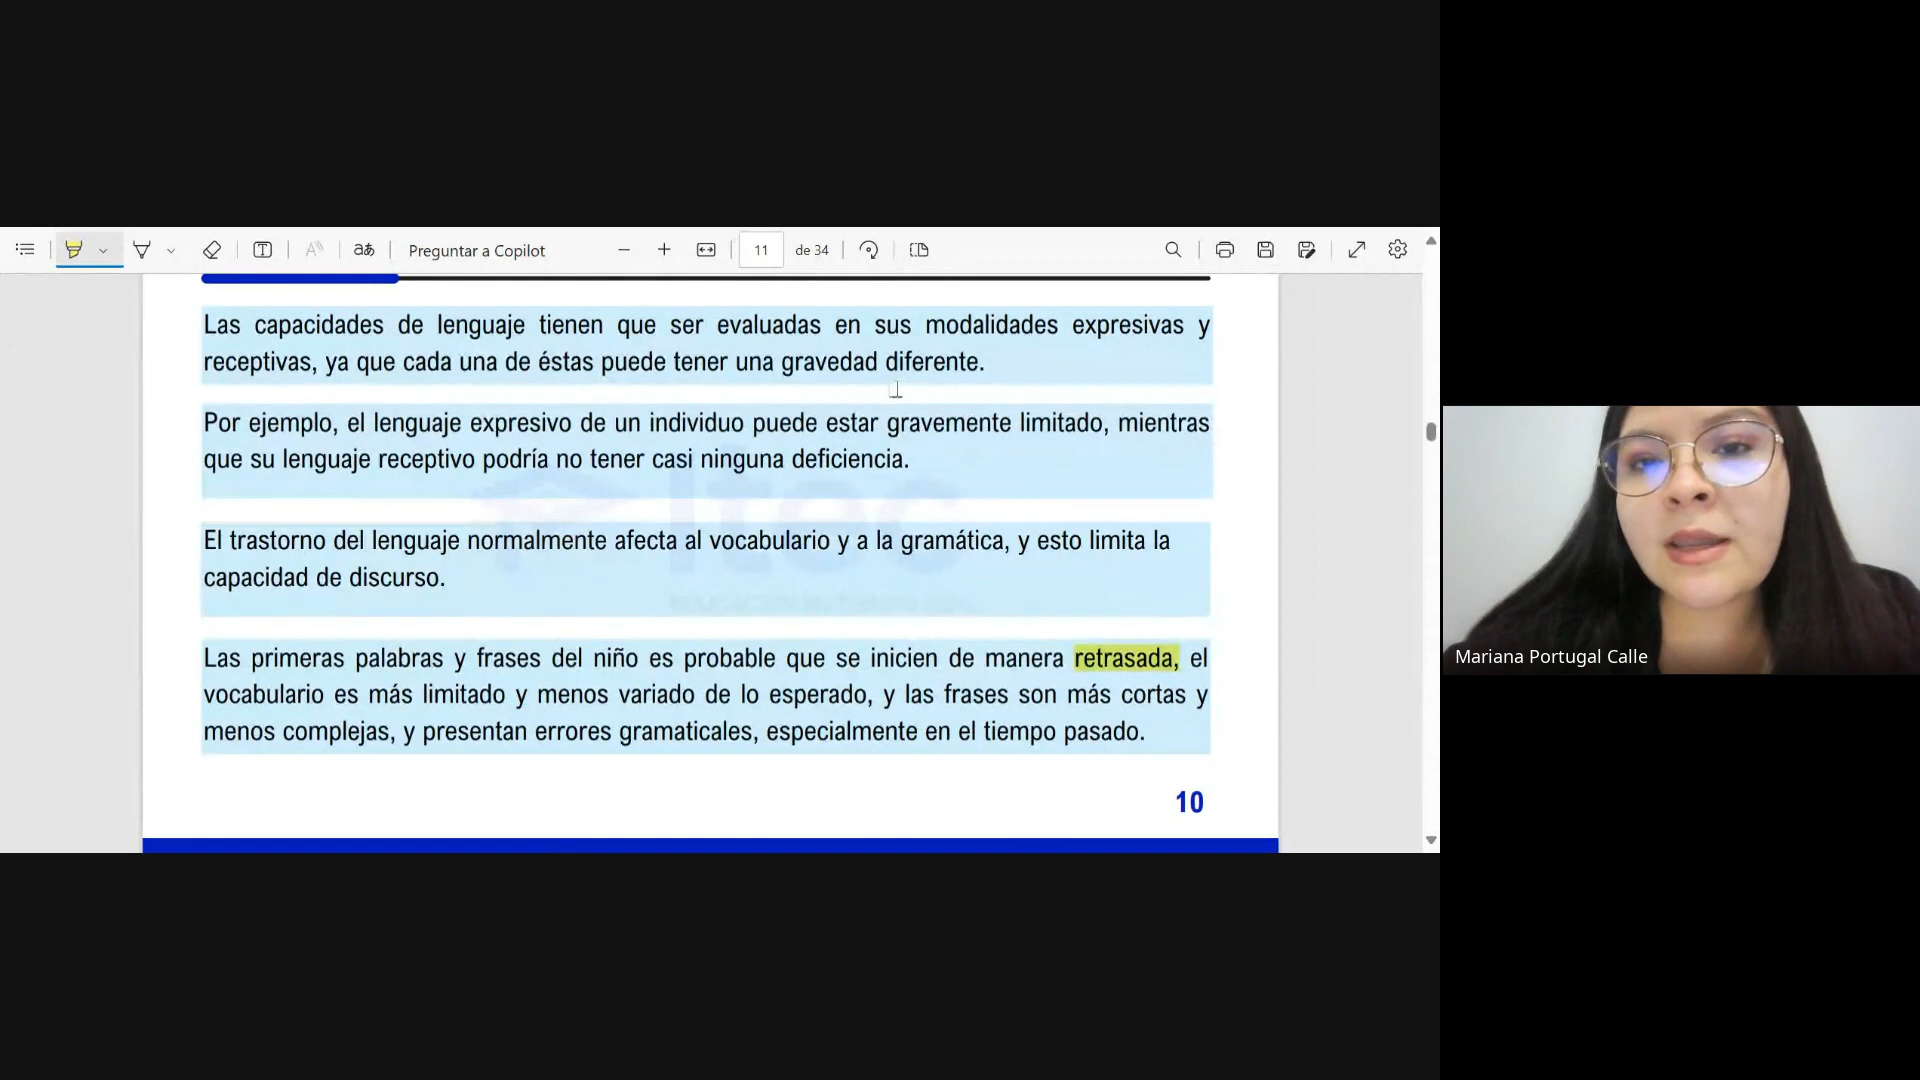 Preguntar a Copilot
11 de 34
Las capacidades de lenguaje tienen que ser evaluadas en sus modalidades expresivas y
receptivas, ya que cada una de éstas puede tener una gravedad diferente.
Por ejemplo, el lenguaje expresivo de un individuo puede estar gravemente limitado, mientras
que su lenguaje receptivo podría no tener casi ninguna deficiencia.
Itec
El trastorno del lenguaje normalmente afecta al vocabulario y a la gramática, y esto limita la
capacidad de discurso.
Las primeras palabras y frases del niño es probable que se inicien de manera retrasada, el
vocabulario es más limitado y menos variado de lo esperado, y las frases son más cortas y
menos complejas, y presentan errores gramaticales, especialmente en el tiempo pasado.
10
Mariana Portugal Calle